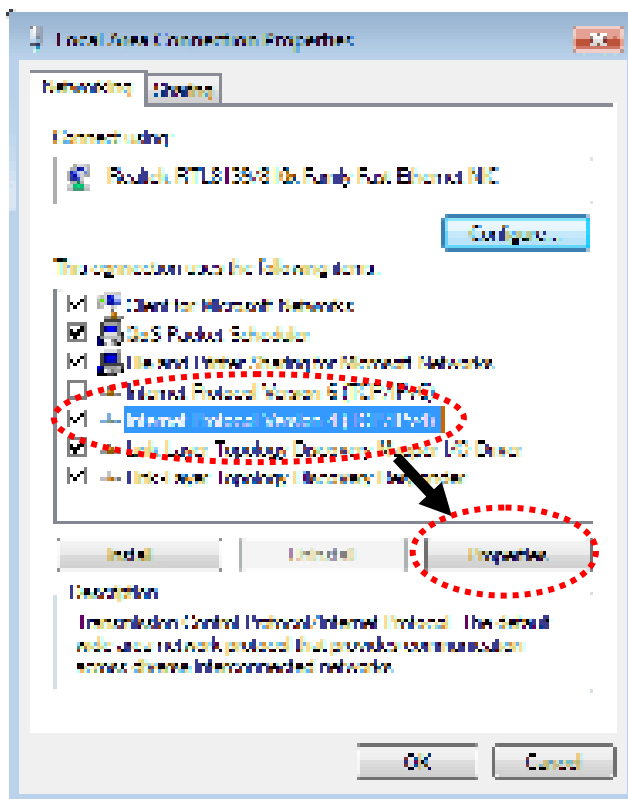 Local Area Connection Properties
Networking Sharing
Connect using:
Realtek Family Fast Ethernet NIC
Configure...
This connection uses the following items:
Client for Microsoft Networks
QoS Packet Scheduler
File and Printer Sharing for Microsoft Networks
Internet Protocol Version 6 (TCP/IPv6)
Internet Protocol Version 4 (TCP/IPv4)
Link-Layer Topology Discovery Mapper I/O Driver
Link-Layer Topology Discovery Responder
Install Uninstall Properties
Description
Transmission Control Protocol/Internet Protocol. The default
wide area network protocol that provides communication
across diverse interconnected networks.
OK Cancel